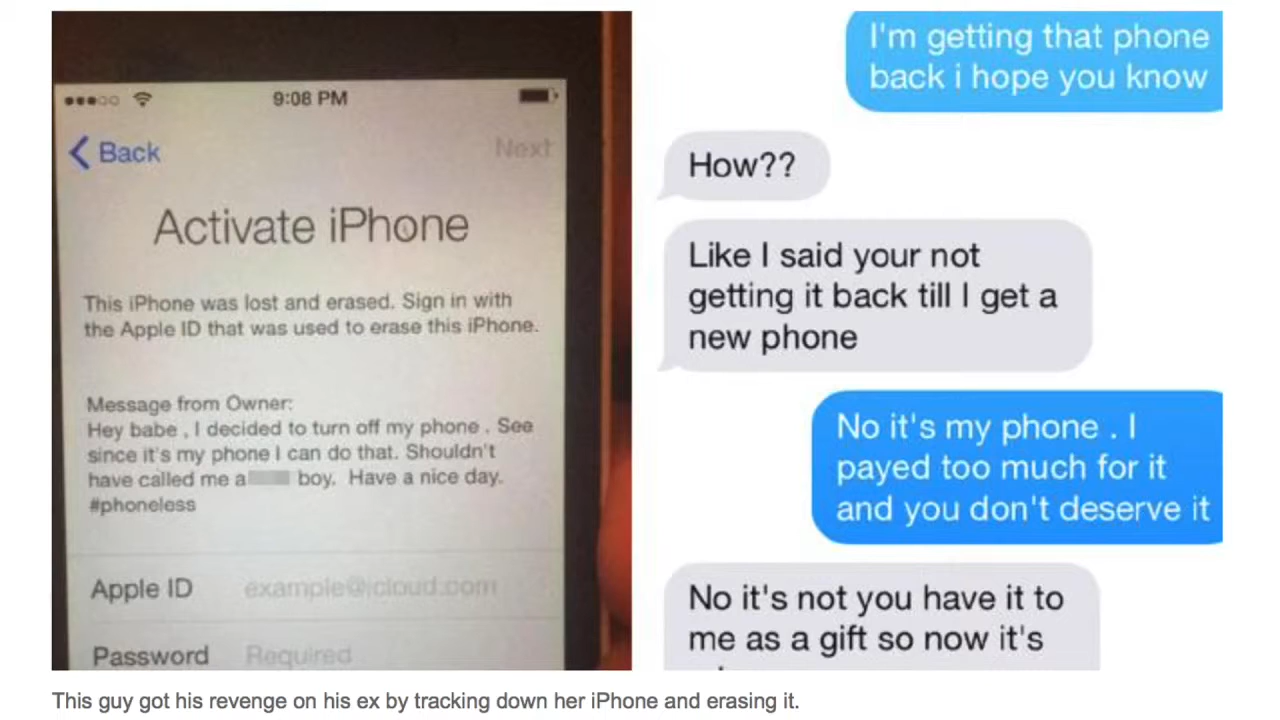 9:08 PM
Back
Next
Activate iPhone
This iPhone was lost and erased. Sign in with
the Apple ID that was used to erase this iPhone.
Message from Owner:
Hey babe , I decided to turn off my phone . See
since it's my phone I can do that. Shouldn't
have called me a boy. Have a nice day.
#phoneless
Apple ID example@icloud.com
Password Required
I'm getting that phone
back i hope you know
How??
Like I said your not
getting it back till I get a
new phone
No it's my phone . I
payed too much for it
and you don't deserve it
No it's not you have it to
me as a gift so now it's
This guy got his revenge on his ex by tracking down her iPhone and erasing it.